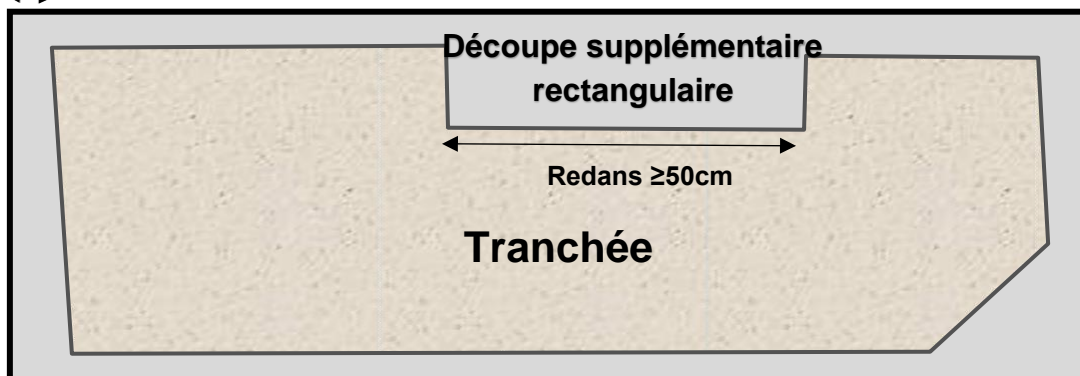 Découpe supplémentaire
rectangulaire
Redans ≥50cm
Tranchée